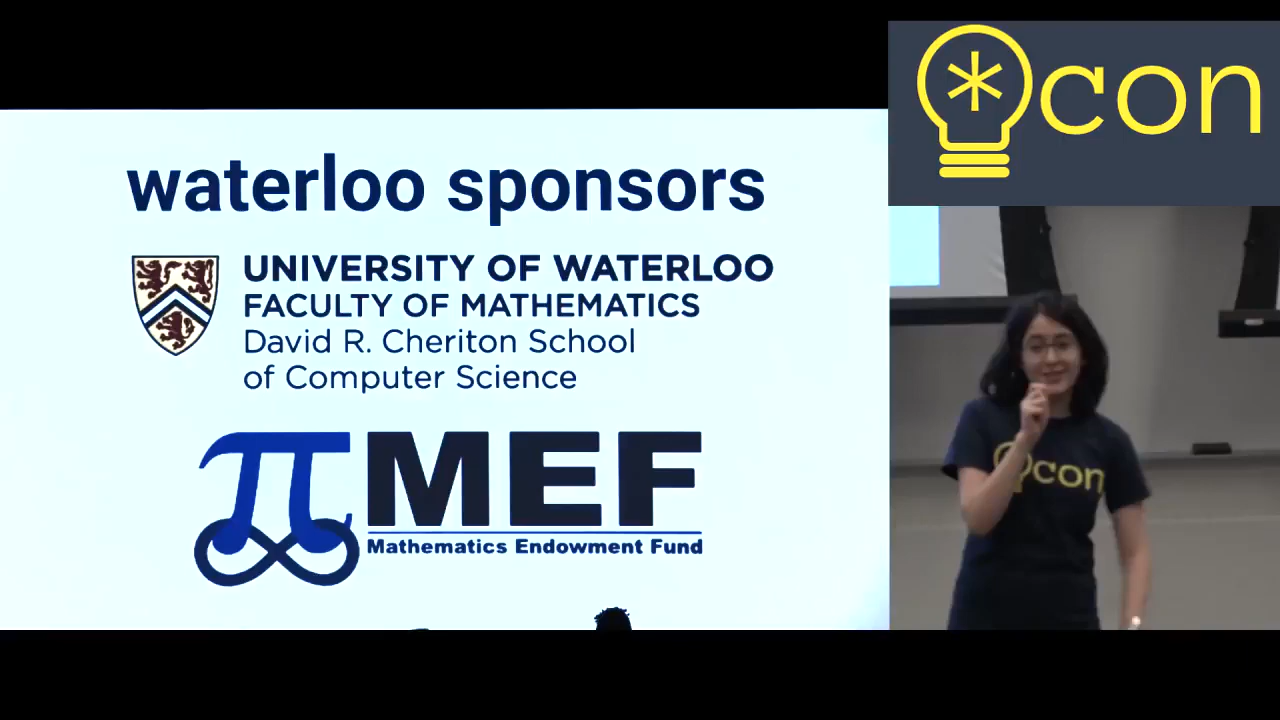 waterloo sponsors
UNIVERSITY OF WATERLOO
FACULTY OF MATHEMATICS
David R. Cheriton School
of Computer Science
πMEF
Mathematics Endowment Fund
*con
con